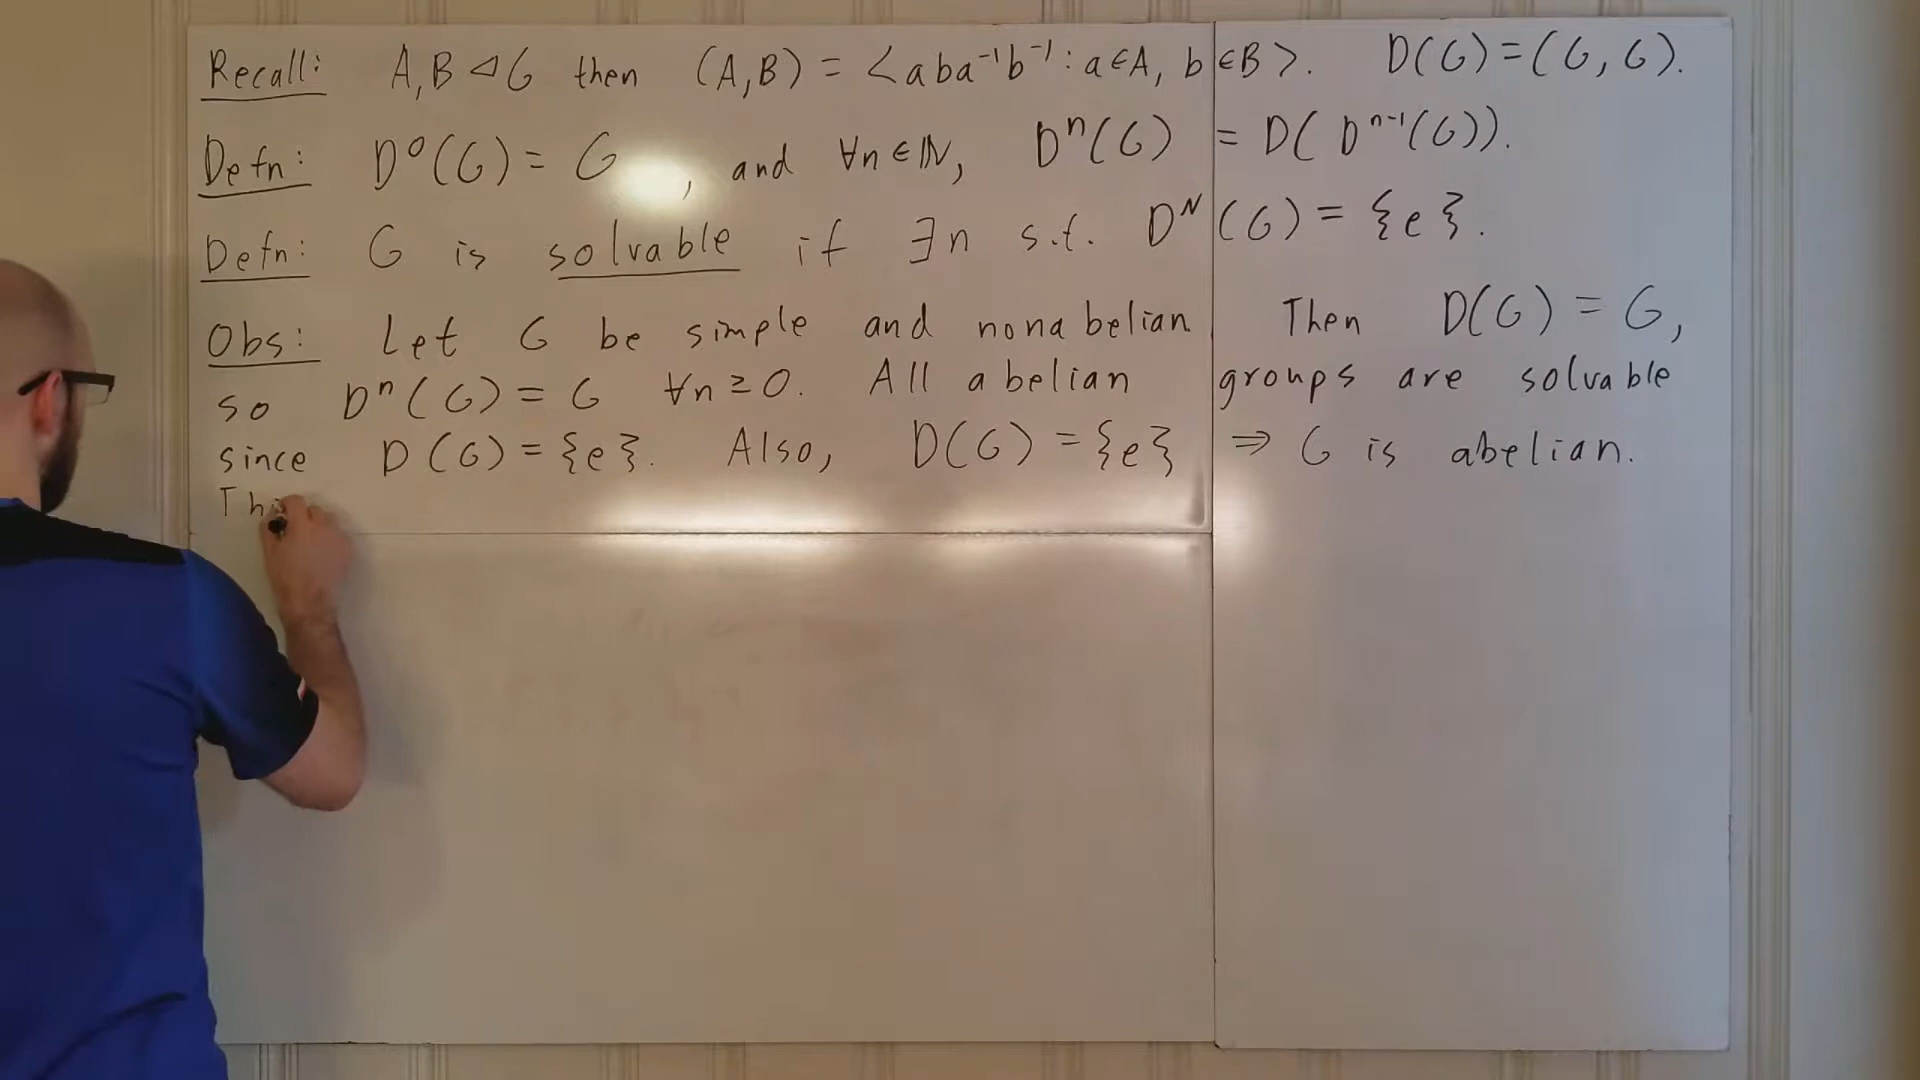 Recall: A,B ⊲ G then (A,B) = <aba⁻¹b⁻¹ : a∈A, b∈B>. D(G)=(G,G).
Defn: D⁰(G) = G, and ∀n∈ℕ, Dⁿ(G) = D(Dⁿ⁻¹(G)).
Defn: G is solvable if ∃n s.t. Dᴺ(G) = {e}.
Obs: Let G be simple and nonabelian Then D(G) = G,
so Dⁿ(G) = G ∀n≥0. All abelian groups are solvable
since D(G) = {e}. Also, D(G) = {e} ⇒ G is abelian.